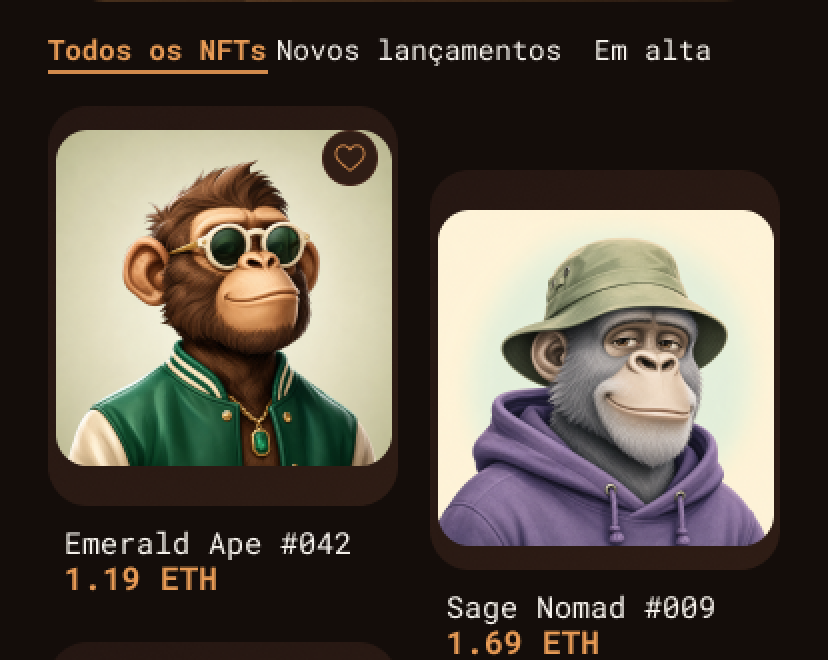 Todos os NFTs Novos lançamentos Em alta
Emerald Ape #042
1.19 ETH
Sage Nomad #009
1.69 ETH